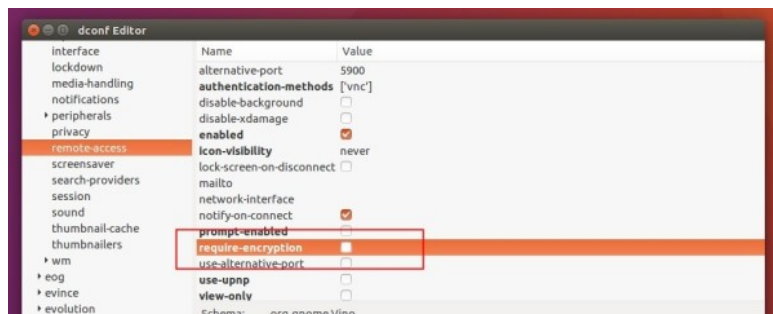 dconf Editor
interface
lockdown
media-handling
notifications
peripherals
privacy
remote-access
screensaver
search-providers
session
sound
thumbnail-cache
thumbnailers
wm
eog
evince
evolution
Name Value
alternative-port 5900
authentication-methods ['vnc']
disable-background
disable-xdamage
enabled
icon-visibility never
lock-screen-on-disconnect
mailto
network-interface
notify-on-connect
prompt-enabled
require-encryption
use-alternative-port
use-upnp
view-only
Schema: org.gnome.Vino